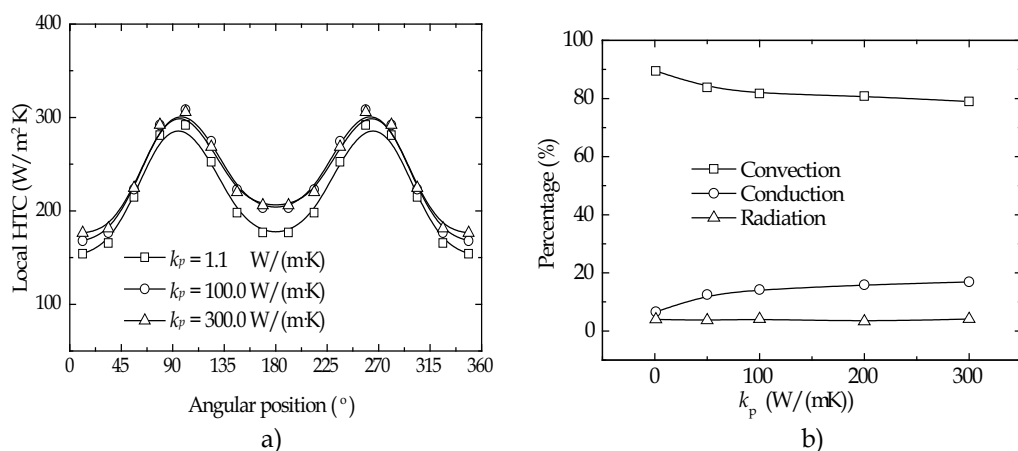 400
300
200
100
Local HTC (W/m² K)
kp = 1.1 W/(m·K)
kp = 100.0 W/(m·K)
kp = 300.0 W/(m·K)
0 45 90 135 180 225 270 315 360
Angular position (°)
a)
100
80
60
40
20
0
Percentage (%)
Convection
Conduction
Radiation
0 100 200 300
kp (W/(mK))
b)